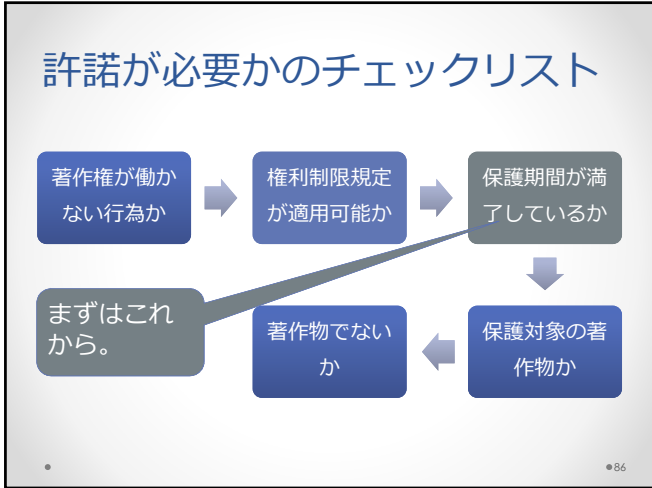 許諾が必要かのチェックリスト
著作権が働か
ない行為か
権利制限規定
が適用可能か
保護期間が満
了しているか
まずはこれ
から。
著作物でない
か
保護対象の著
作物か
●86